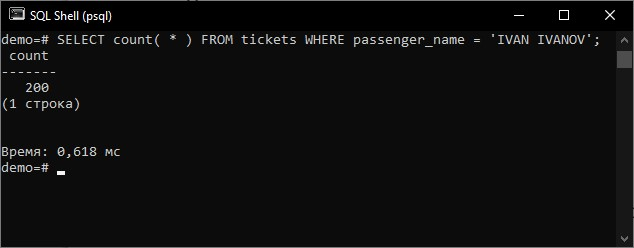 SQL Shell (psql)
demo=# SELECT count( * ) FROM tickets WHERE passenger_name = 'IVAN IVANOV';
count
-------
200
(1 строка)
Время: 0,618 мс
demo=#